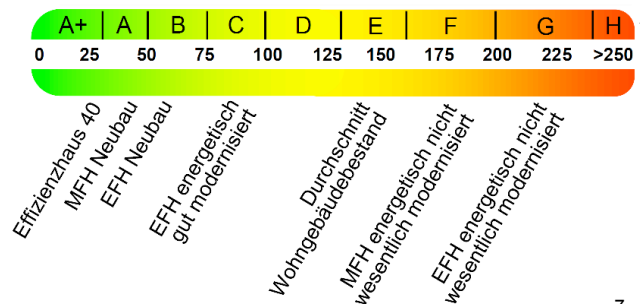 A+ A B C D E F G H
0 25 50 75 100 125 150 175 200 225 >250
Effizienzhaus 40
MFH Neubau
EFH Neubau
EFH energetisch
gut modernisiert
Durchschnitt
Wohngebäudebestand
MFH energetisch nicht
wesentlich modernisiert
EFH energetisch nicht
wesentlich modernisiert